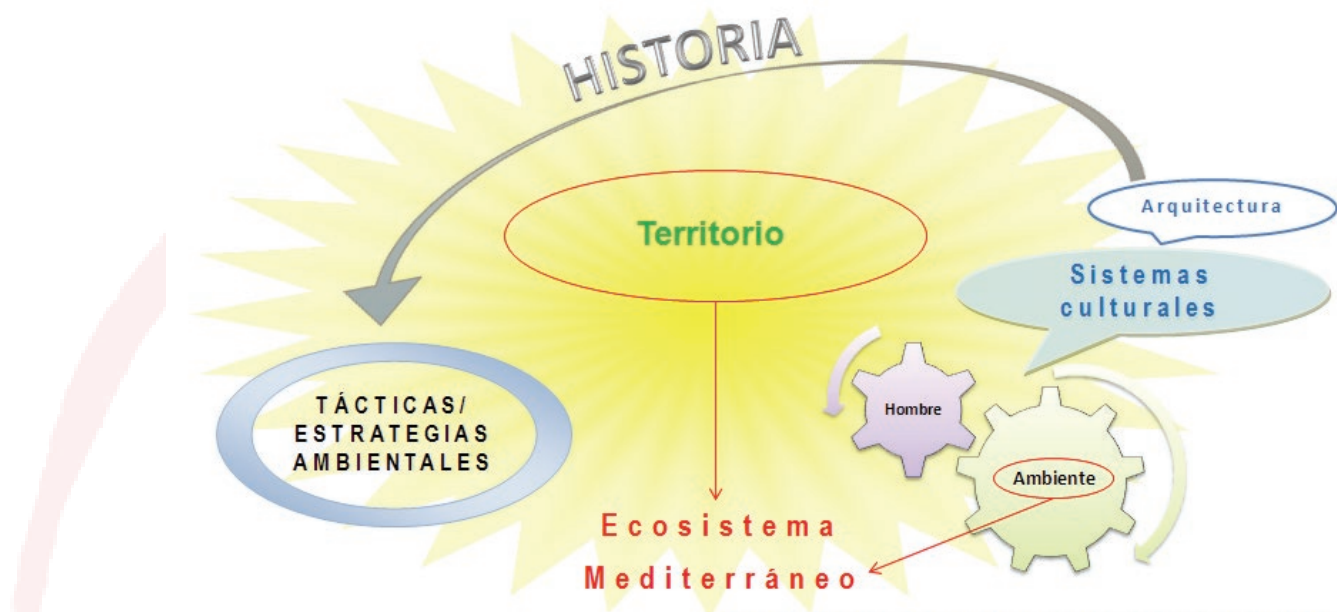 HISTORIA
Arquitectura
Territorio
Sistemas
culturales
TÁCTICAS/
ESTRATEGIAS
AMBIENTALES
Hombre
Ambiente
Ecosistema
Mediterráneo